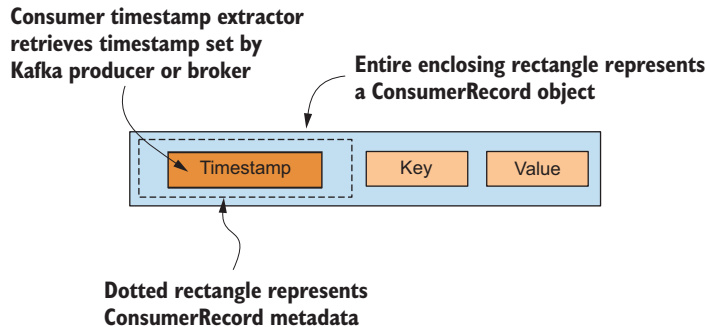 Consumer timestamp extractor
retrieves timestamp set by
Kafka producer or broker
Entire enclosing rectangle represents
a ConsumerRecord object
Timestamp
Key
Value
Dotted rectangle represents
ConsumerRecord metadata